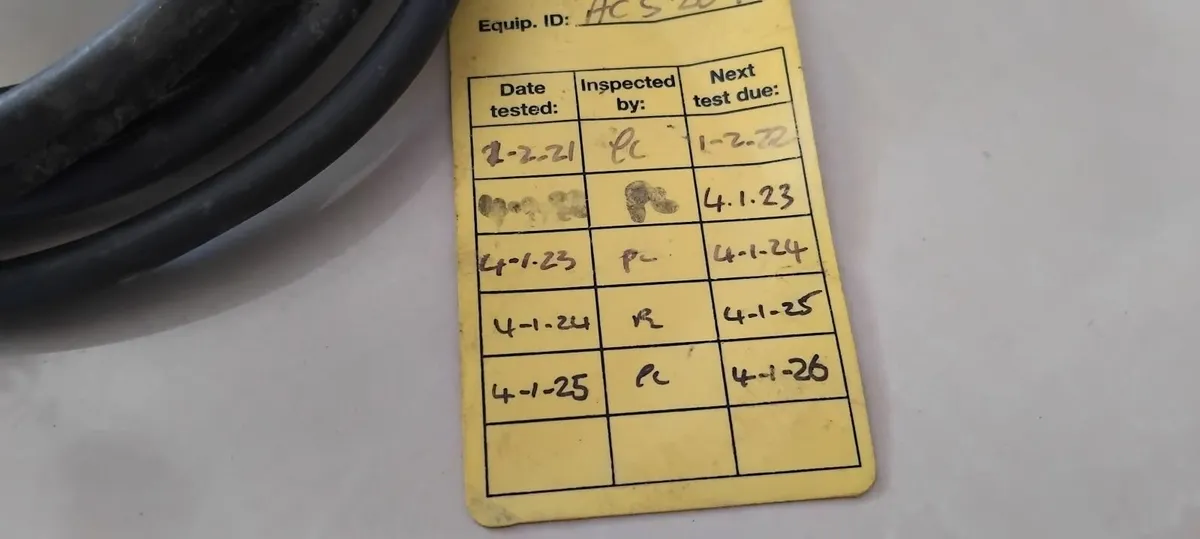 Equip. ID: ACS
Date tested: Inspected by: Next test due:
1-2-21 PC 1-2-22
4.1.23
4-1-23 PC 4-1-24
4-1-24 PC 4-1-25
4-1-25 PC 4-1-26